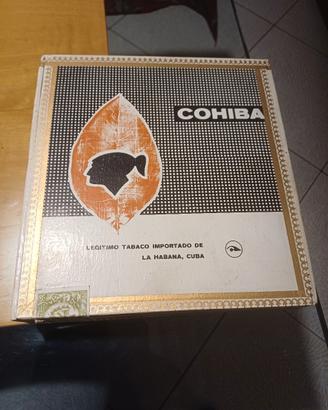 COHIBA
LEGITIMO TABACO IMPORTADO DE
LA HABANA, CUBA